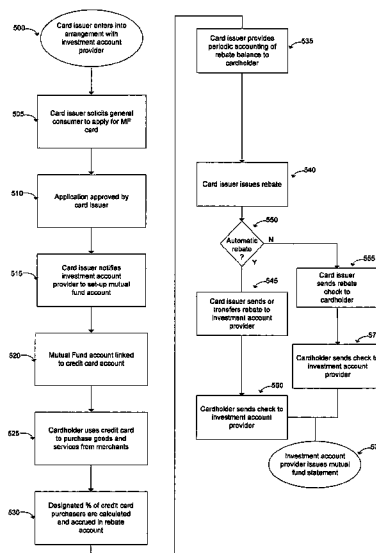 500
Card issuer enters into
arrangement with
investment account
provider
505
Card issuer solicits general
consumer to apply for MF
card
510
Application approved by
card issuer
515
Card issuer notifies
investment account
provider to set-up mutual
fund account
520
Mutual Fund account linked
to credit card account
525
Cardholder uses credit card
to purchase goods and
services from merchants
530
Designated % of credit card
purchasers are calculated
and accrued in rebate
account
535
Card issuer provides
periodic accounting of
rebate balance to
cardholder
540
Card issuer issues rebate
550
Automatic
rebate
?
N
Y
545
Card issuer sends or
transfers rebate to
investment account
provider
555
Card issuer
sends rebate
check to
cardholder
560
Cardholder sends check to
investment account
provider
Cardholder sends check to
investment account
provider
Investment account
provider issues mutual
fund statement